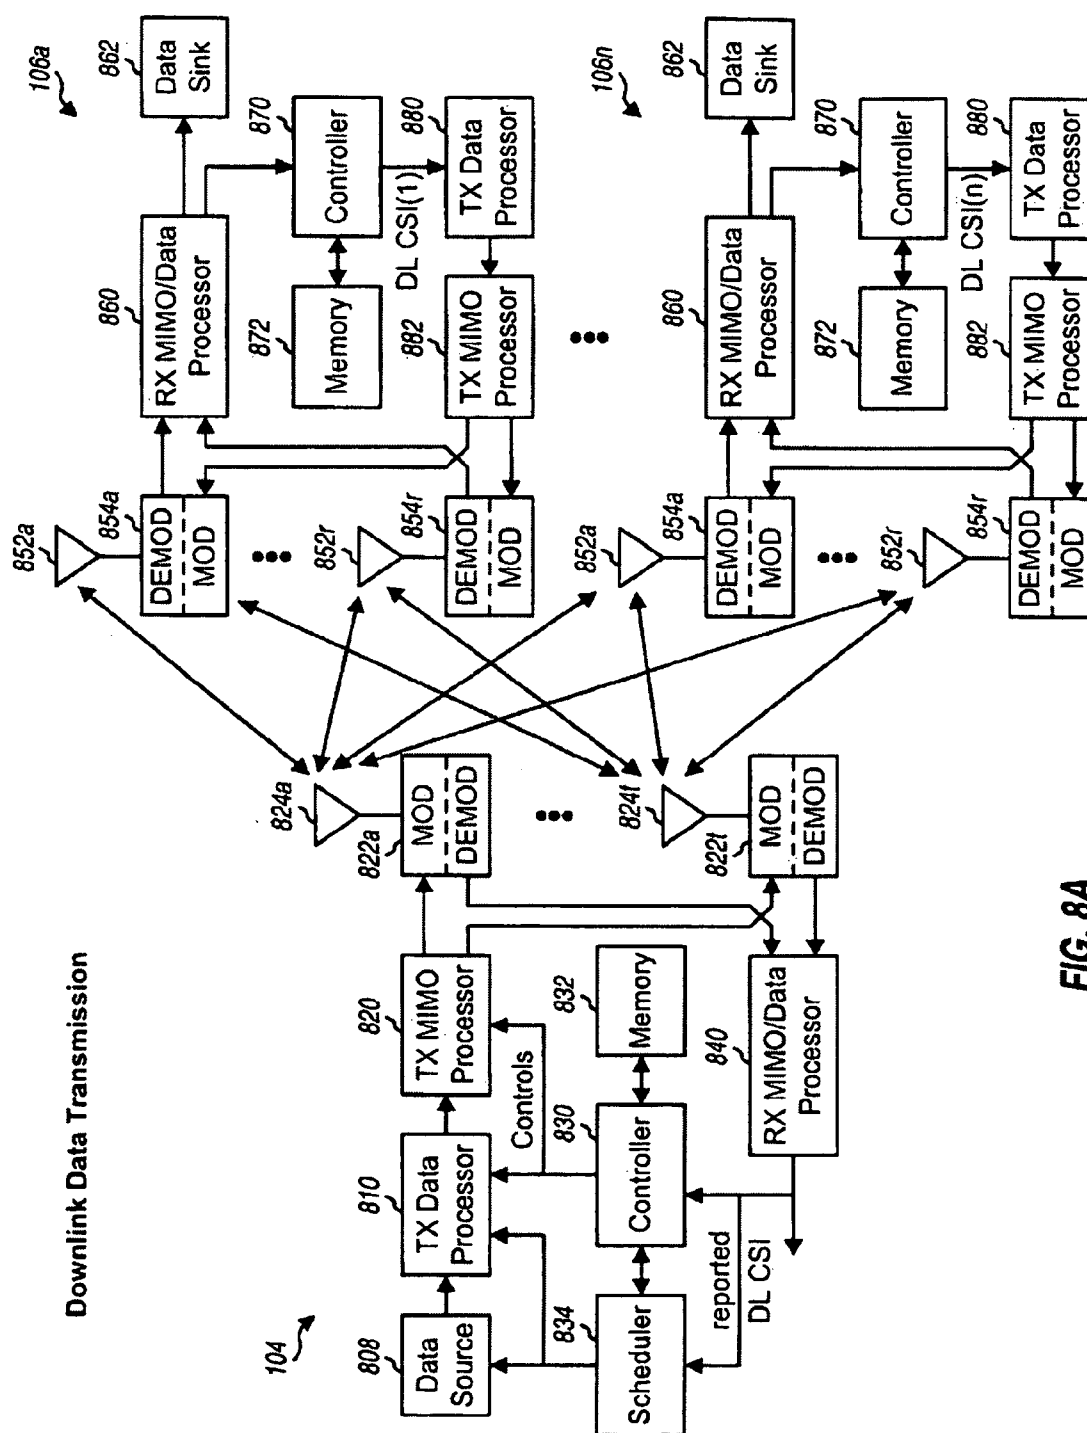 Downlink Data Transmission
104
808
Data
Source
810
TX Data
Processor
820
TX MIMO
Processor
822a
MOD
DEMOD
824a
834
Scheduler
830
Controller
832
Memory
Controls
reported
DL CSI
840
RX MIMO/Data
Processor
822t
MOD
DEMOD
824t
106a
852a
854a
DEMOD
MOD
860
RX MIMO/Data
Processor
862
Data
Sink
852r
854r
DEMOD
MOD
872
Memory
870
Controller
DL CSI(1)
882
TX MIMO
Processor
880
TX Data
Processor
106n
852a
854a
DEMOD
MOD
860
RX MIMO/Data
Processor
862
Data
Sink
852r
854r
DEMOD
MOD
872
Memory
870
Controller
DL CSI(n)
882
TX MIMO
Processor
880
TX Data
Processor
FIG. 8A